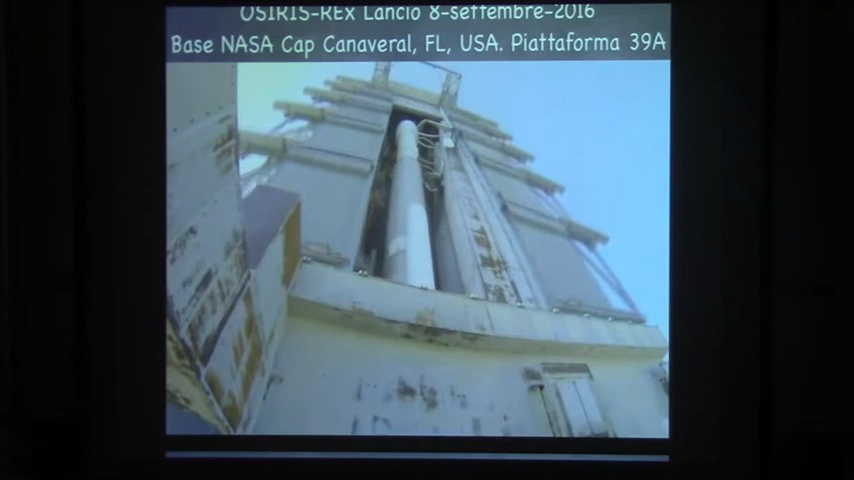 OSIRIS-REx Lancio 8-settembre-2016
Base NASA Cap Canaveral, FL, USA. Piattaforma 39A